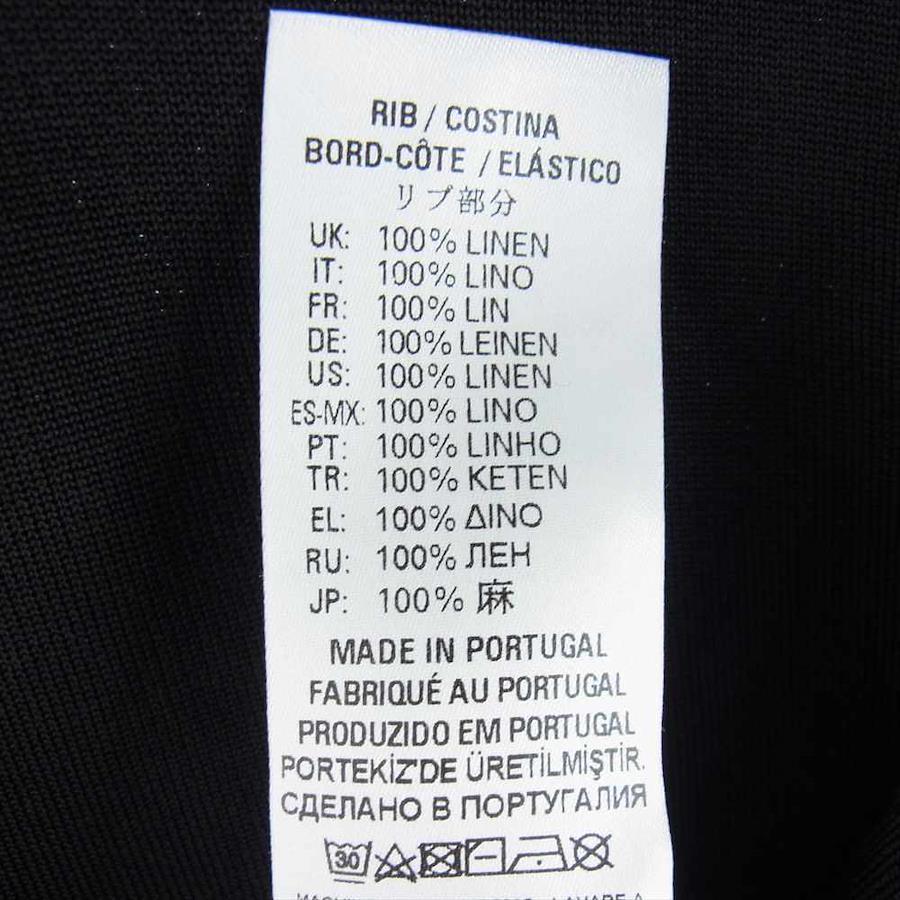 RIB / COSTINA
BORD-CÔTE / ELÁSTICO
リブ部分
UK: 100% LINEN
IT: 100% LINO
FR: 100% LIN
DE: 100% LEINEN
US: 100% LINEN
ES-MX: 100% LINO
PT: 100% LINHO
TR: 100% KETEN
EL: 100% ΔΙΝΟ
RU: 100% ЛЕН
JP: 100% 麻
MADE IN PORTUGAL
FABRIQUÉ AU PORTUGAL
PRODUZIDO EM PORTUGAL
PORTEKİZ'DE ÜRETİLMİŞTİR.
СДЕЛАНО В ПОРТУГАЛИЯ
30